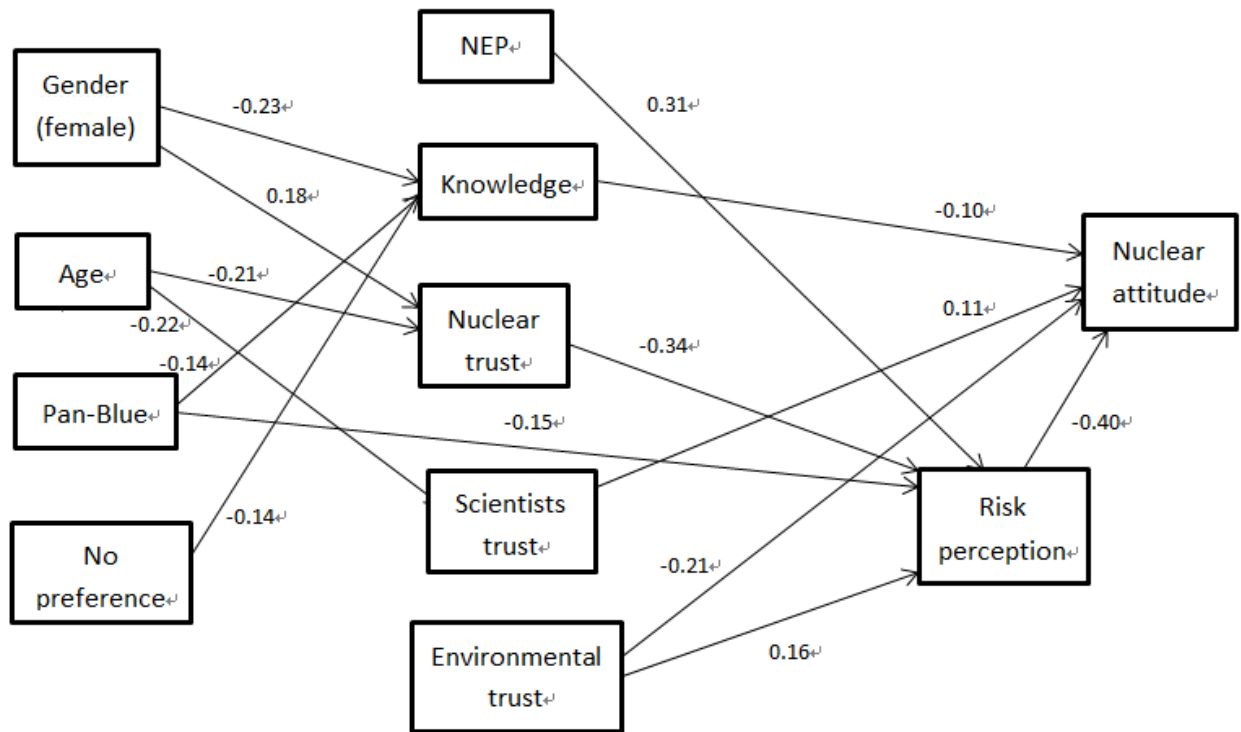 NEP↵
Gender
(female)
-0.23↵
0.31↵
Knowledge↵
0.18↵
-0.10↵
Nuclear
attitude↵
Age↵
-0.21↵
Nuclear
trust↵
-0.22↵
0.11↵
-0.14↵
-0.34↵
Pan-Blue↵
-0.15↵
-0.40↵
Scientists
trust↵
Risk
perception↵
-0.14↵
No
preference↵
-0.21↵
Environmental
trust↵
0.16↵